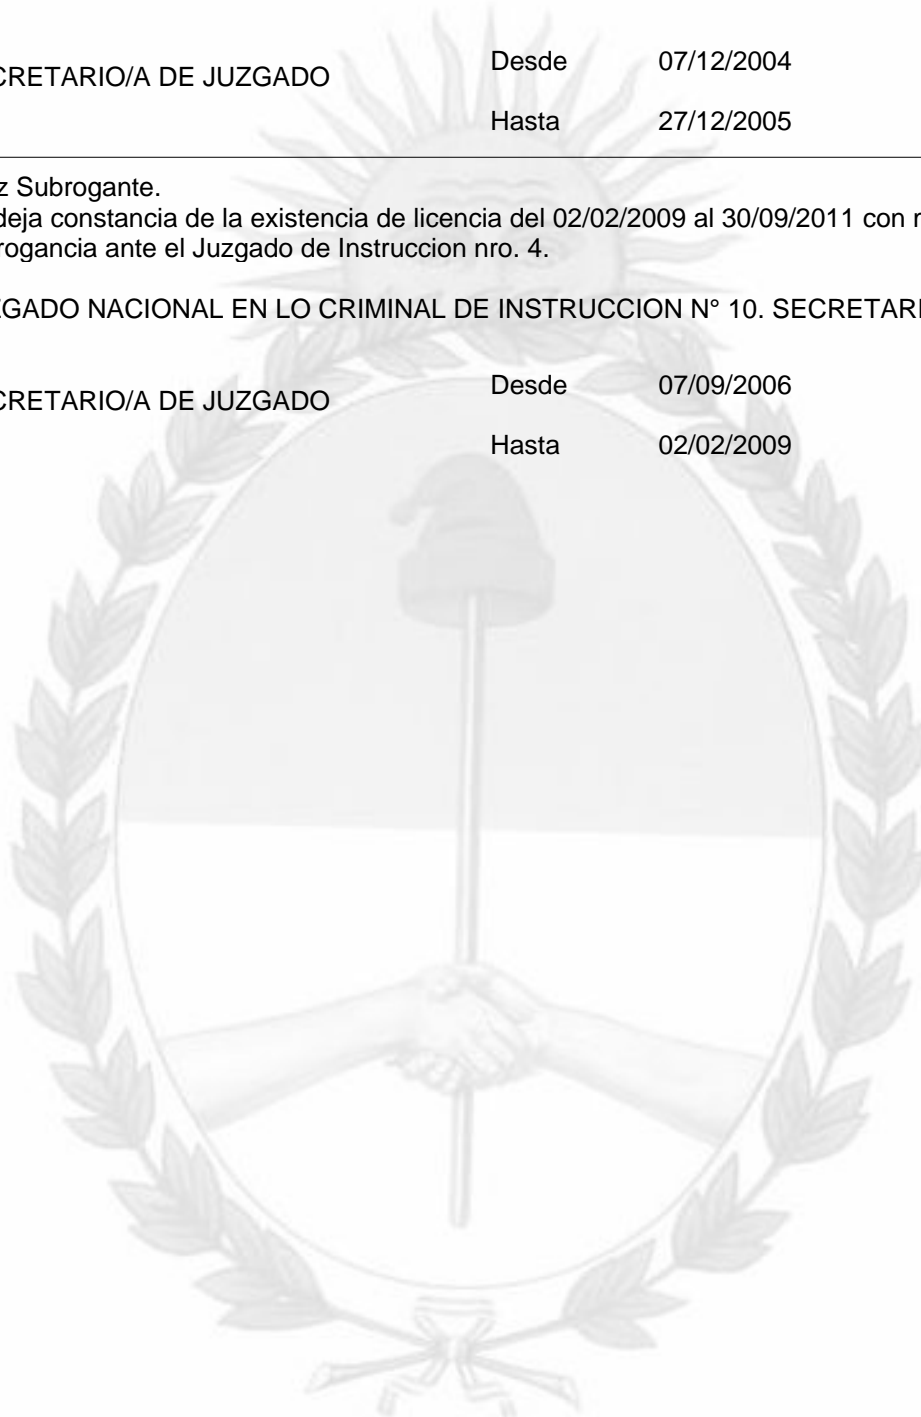 CRETARIO/A DE JUZGADO Desde 07/12/2004
Hasta 27/12/2005
z Subrogante.
deja constancia de la existencia de licencia del 02/02/2009 al 30/09/2011 con
rogancia ante el Juzgado de Instruccion nro. 4.
GADO NACIONAL EN LO CRIMINAL DE INSTRUCCION N° 10. SECRETARI
CRETARIO/A DE JUZGADO Desde 07/09/2006
Hasta 02/02/2009